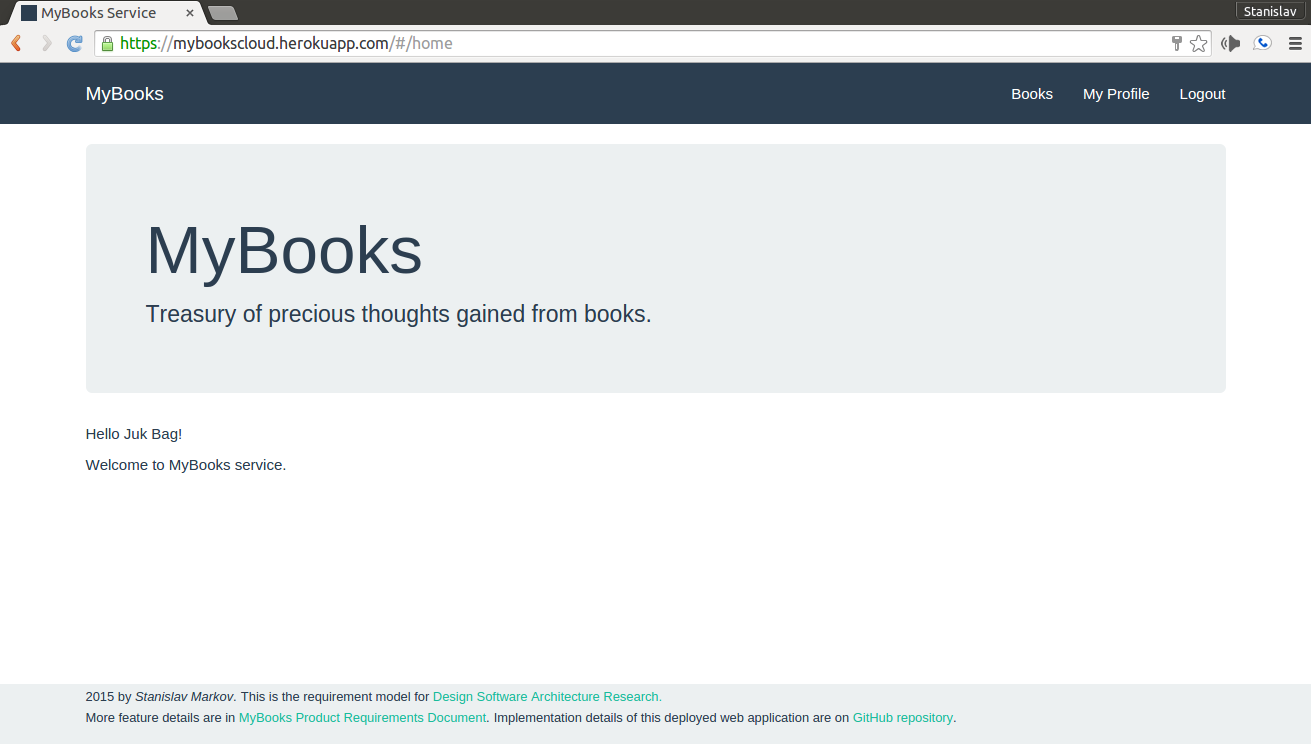 MyBooks Service
Stanislav
https://mybookscloud.herokuapp.com/#/home
MyBooks Books My Profile Logout
MyBooks
Treasury of precious thoughts gained from books.
Hello Juk Bag!
Welcome to MyBooks service.
2015 by Stanislav Markov. This is the requirement model for Design Software Architecture Research.
More feature details are in MyBooks Product Requirements Document. Implementation details of this deployed web application are on GitHub repository.